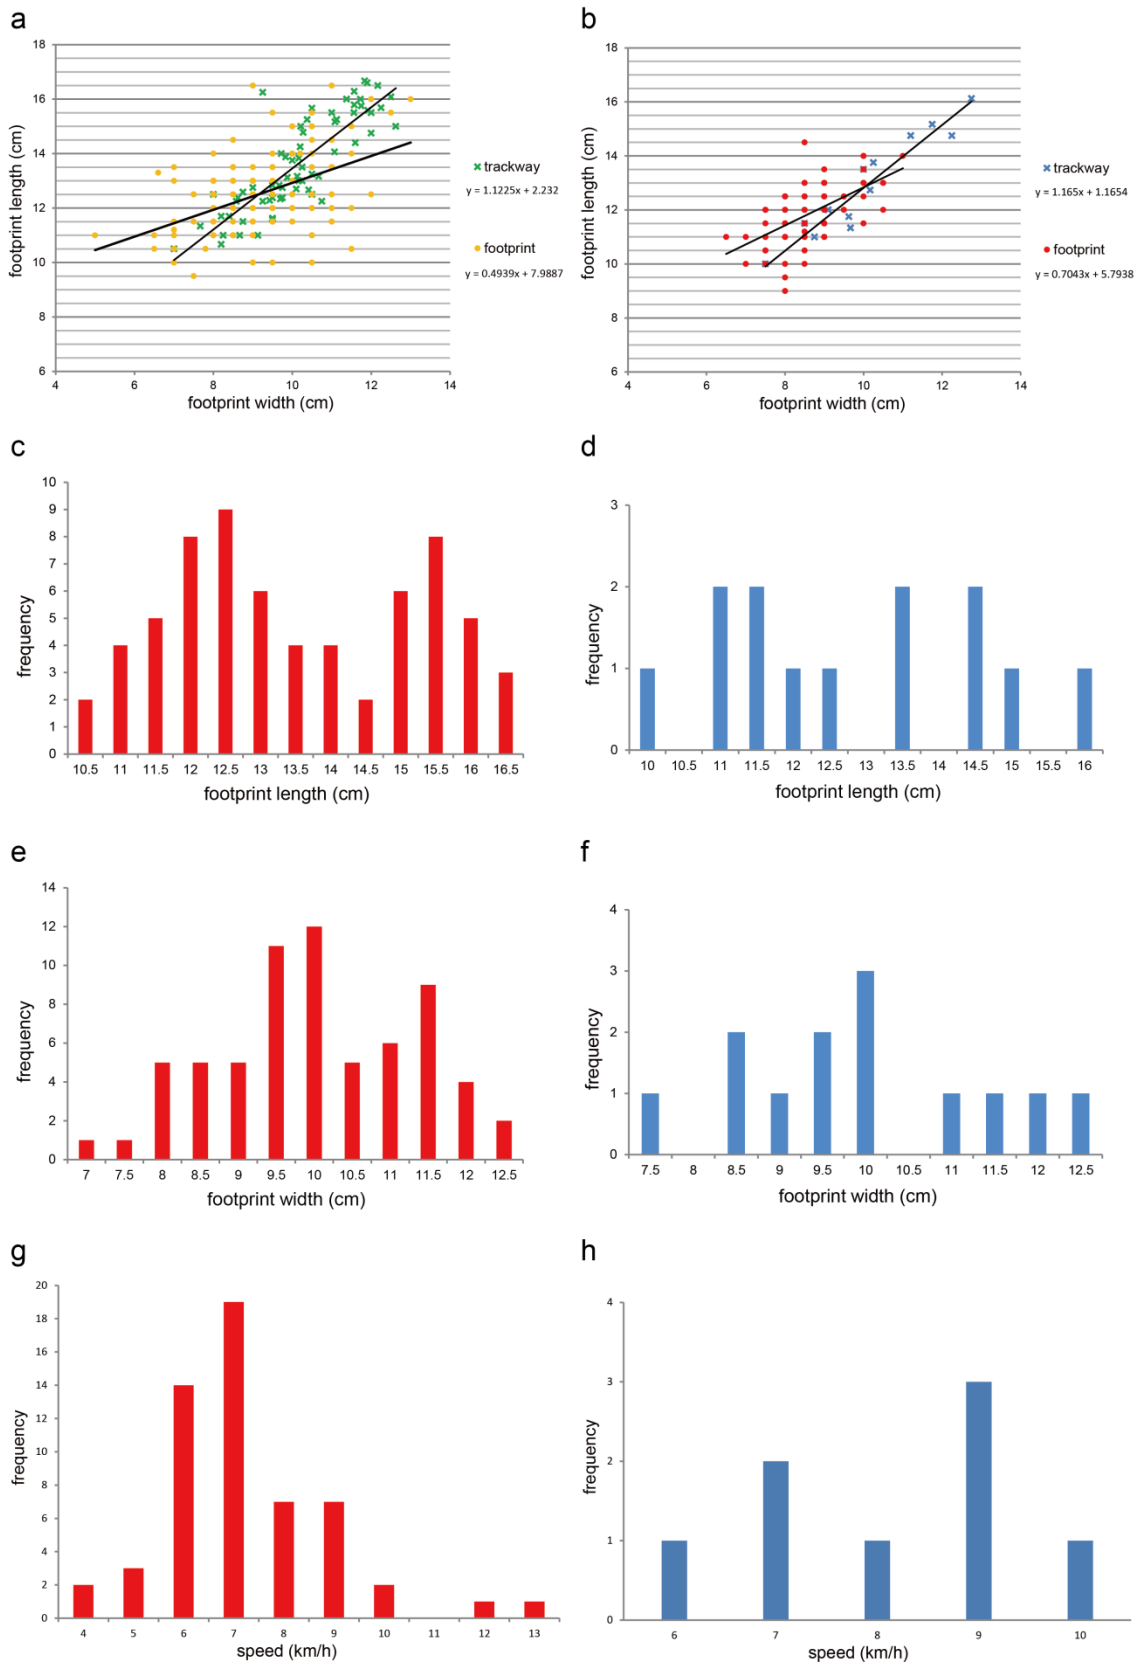 a
18
16
14
12
10
8
6
4 6 8 10 12 14
footprint length (cm)
footprint width (cm)
trackway
y = 1.1225x + 2.232
footprint
y = 0.4939x + 7.9887
b
18
16
14
12
10
8
6
4 6 8 10 12 14
footprint length (cm)
footprint width (cm)
trackway
y = 1.165x + 1.1654
footprint
y = 0.7043x + 5.7938
c
10
9
8
7
6
5
4
3
2
1
0
10.5 11 11.5 12 12.5 13 13.5 14 14.5 15 15.5 16 16.5
frequency
footprint length (cm)
d
3
2
1
0
10 10.5 11 11.5 12 12.5 13 13.5 14 14.5 15 15.5 16
frequency
footprint length (cm)
e
14
12
10
8
6
4
2
0
7 7.5 8 8.5 9 9.5 10 10.5 11 11.5 12 12.5
frequency
footprint width (cm)
f
4
3
2
1
0
7.5 8 8.5 9 9.5 10 10.5 11 11.5 12 12.5
frequency
footprint width (cm)
g
20
18
16
14
12
10
8
6
4
2
0
4 5 6 7 8 9 10 11 12 13
frequency
speed (km/h)
h
4
3
2
1
0
6 7 8 9 10
frequency
speed (km/h)